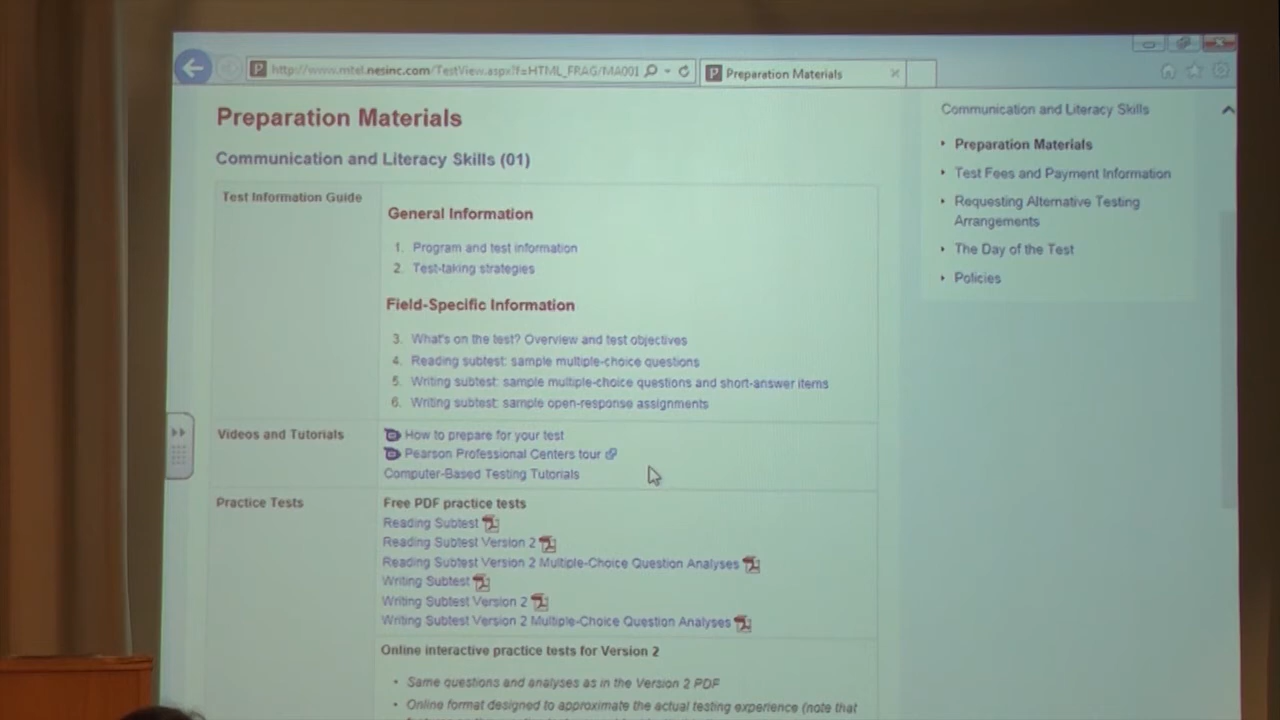 http://www.mtel.nesinc.com/TestView.aspx?f=HTML_FRAG/MA001
Preparation Materials
Preparation Materials
Communication and Literacy Skills (01)
Test Information Guide
General Information
1. Program and test information
2. Test-taking strategies
Field-Specific Information
3. What's on the test? Overview and test objectives
4. Reading subtest: sample multiple-choice questions
5. Writing subtest: sample multiple-choice questions and short-answer items
6. Writing subtest: sample open-response assignments
Videos and Tutorials
How to prepare for your test
Pearson Professional Centers tour
Computer-Based Testing Tutorials
Practice Tests
Free PDF practice tests
Reading Subtest
Reading Subtest Version 2
Reading Subtest Version 2 Multiple-Choice Question Analyses
Writing Subtest
Writing Subtest Version 2
Writing Subtest Version 2 Multiple-Choice Question Analyses
Online interactive practice tests for Version 2
• Same questions and analyses as in the Version 2 PDF
• Online format designed to approximate the actual testing experience (note that
Communication and Literacy Skills
Preparation Materials
Test Fees and Payment Information
Requesting Alternative Testing
Arrangements
The Day of the Test
Policies